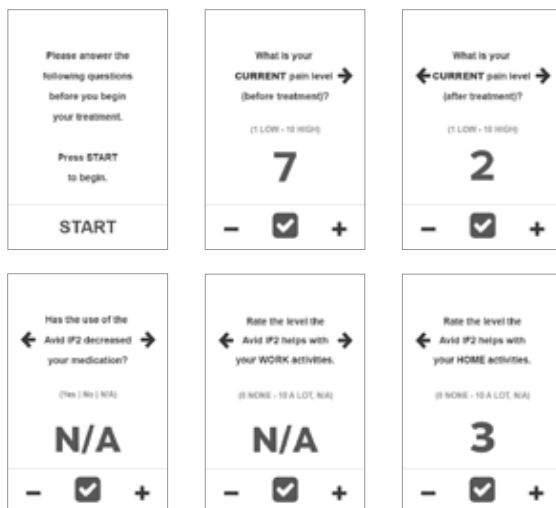 Please answer the
following questions
before you begin
your treatment.
Press START
to begin.
START
What is your
CURRENT pain level
(before treatment)?
(1 LOW - 10 HIGH)
7
What is your
CURRENT pain level
(after treatment)?
(1 LOW - 10 HIGH)
2
Has the use of the
Avid IF2 decreased
your medication?
(Yes | No | N/A)
N/A
Rate the level the
Avid IF2 helps with
your WORK activities.
(0 NONE - 10 A LOT, N/A)
N/A
Rate the level the
Avid IF2 helps with
your HOME activities.
(0 NONE - 10 A LOT, N/A)
3